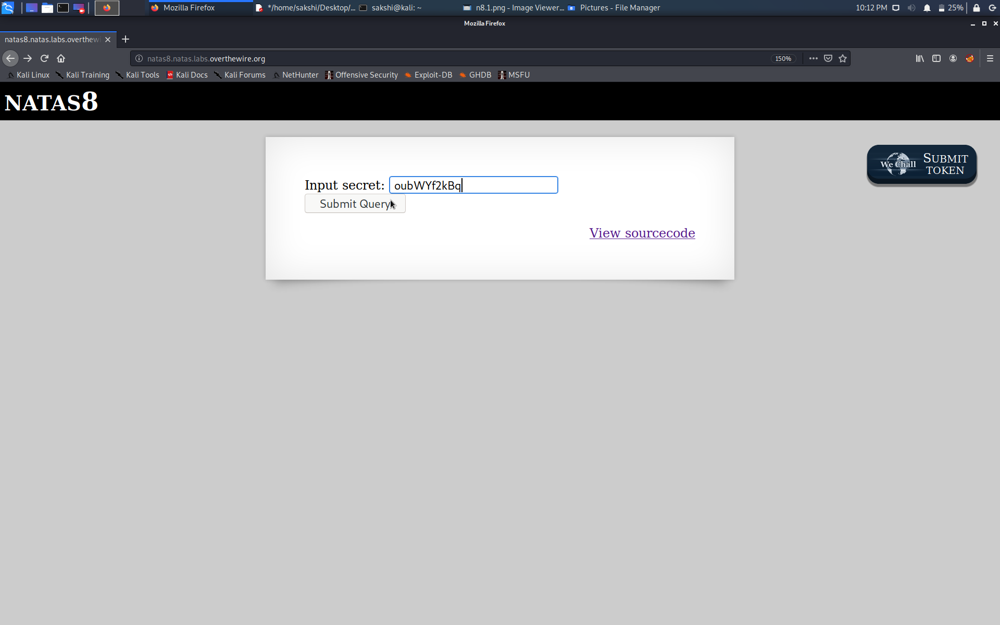 Mozilla Firefox
*/home/sakshi/Desktop/...
sakshi@kali: ~
n8.1.png - Image Viewer...
Pictures - File Manager
10:12 PM
25%
Mozilla Firefox
natas8.natas.labs.overthew
natas8.natas.labs.overthewire.org
150%
Kali Linux
Kali Training
Kali Tools
Kali Docs
Kali Forums
NetHunter
Offensive Security
Exploit-DB
GHDB
MSFU
NATAS8
We Chall
SUBMIT
TOKEN
Input secret: oubWYf2kBq
Submit Query
View sourcecode